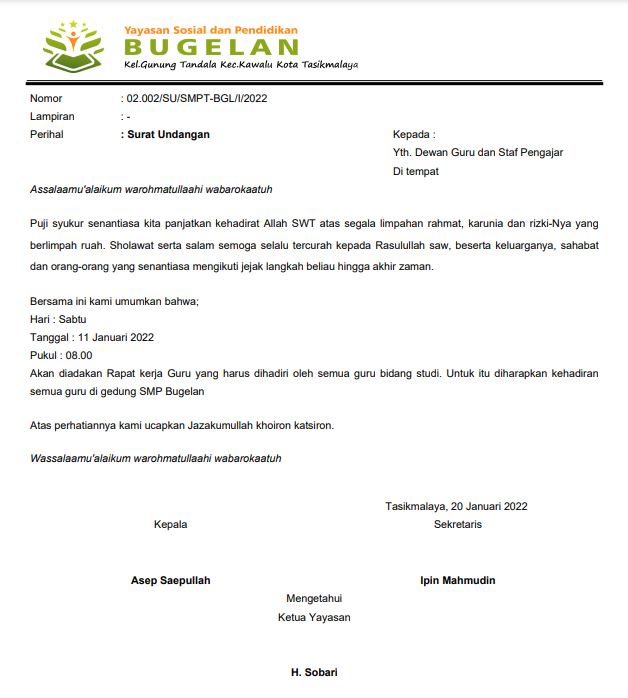 Yayasan Sosial dan Pendidikan
BUGELAN
Kel.Gunung Tandala Kec.Kawalu Kota Tasikmalaya
Nomor : 02.002/SU/SMPT-BGL/I/2022
Lampiran : -
Perihal : Surat Undangan
Kepada :
Yth. Dewan Guru dan Staf Pengajar
Di tempat
Assalaamu'alaikum warohmatullaahi wabarokaatuh
Puji syukur senantiasa kita panjatkan kehadirat Allah SWT atas segala limpahan rahmat, karunia dan rizki-Nya yang
berlimpah ruah. Sholawat serta salam semoga selalu tercurah kepada Rasulullah saw, beserta keluarganya, sahabat
dan orang-orang yang senantiasa mengikuti jejak langkah beliau hingga akhir zaman.
Bersama ini kami umumkan bahwa;
Hari : Sabtu
Tanggal : 11 Januari 2022
Pukul : 08.00
Akan diadakan Rapat kerja Guru yang harus dihadiri oleh semua guru bidang studi. Untuk itu diharapkan kehadiran
semua guru di gedung SMP Bugelan
Atas perhatiannya kami ucapkan Jazakumullah khoiron katsiron.
Wassalaamu'alaikum warohmatullaahi wabarokaatuh
Tasikmalaya, 20 Januari 2022
Kepala Sekretaris
Asep Saepullah Ipin Mahmudin
Mengetahui
Ketua Yayasan
H. Sobari